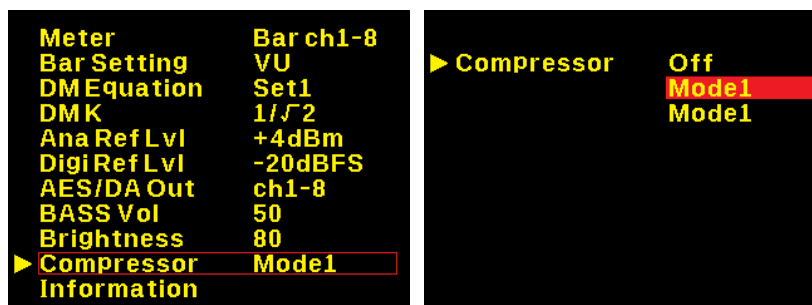 Meter Bar ch1-8
Bar Setting VU
DM Equation Set1
DM K 1/√2
Ana Ref Lvl +4dBm
Digi Ref Lvl -20dBFS
AES/DA Out ch1-8
BASS Vol 50
Brightness 80
▶ Compressor Mode1
Information
▶ Compressor Off
Mode1
Mode1